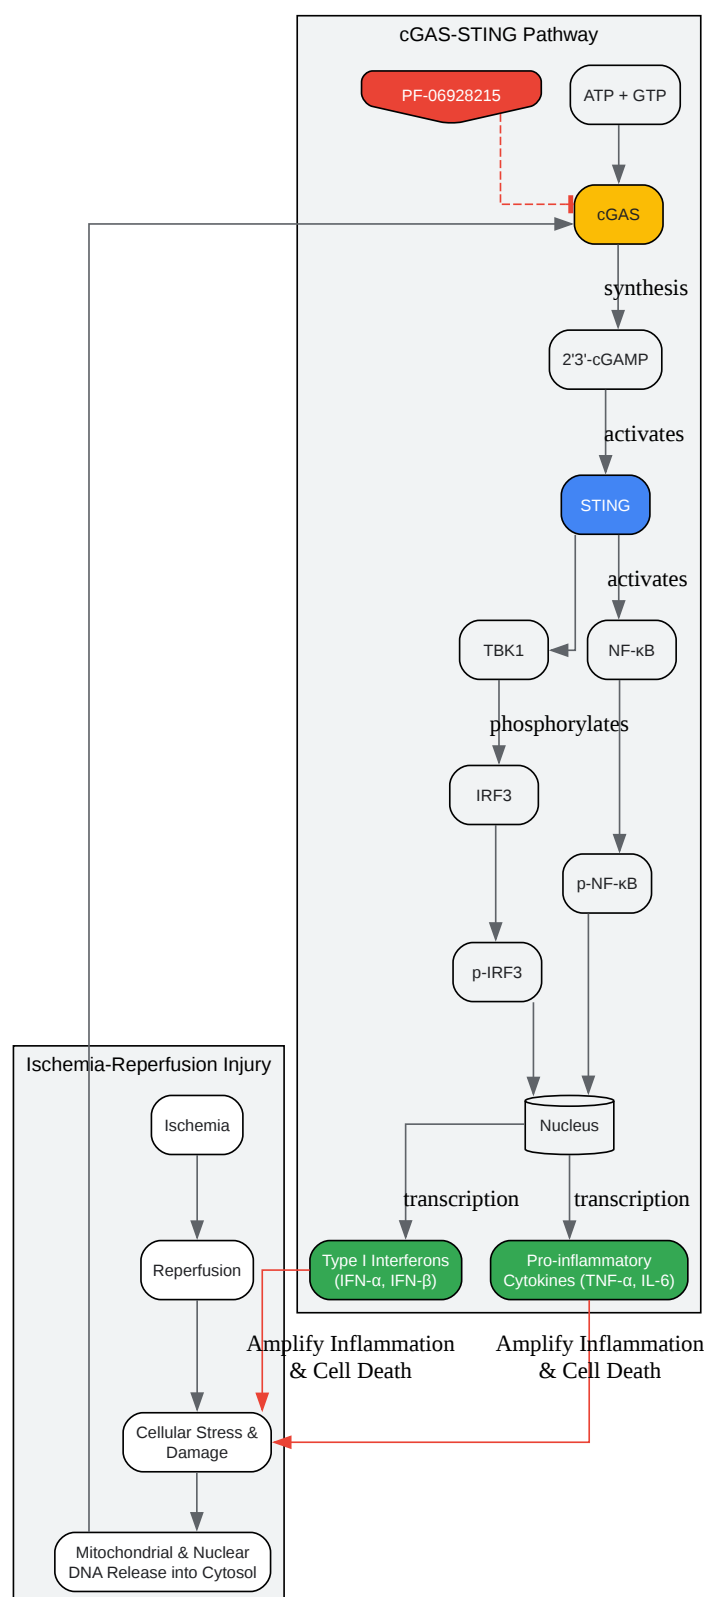 cGAS-STING Pathway
PF-06928215
ATP + GTP
cGAS
synthesis
2'3'-cGAMP
activates
STING
activates
TBK1
NF-κB
phosphorylates
IRF3
p-NF-κB
p-IRF3
Ischemia-Reperfusion Injury
Ischemia
Nucleus
transcription
transcription
Reperfusion
Type I Interferons
(IFN-α, IFN-β)
Pro-inflammatory
Cytokines (TNF-α, IL-6)
Amplify Inflammation
& Cell Death
Amplify Inflammation
& Cell Death
Cellular Stress &
Damage
Mitochondrial & Nuclear
DNA Release into Cytosol